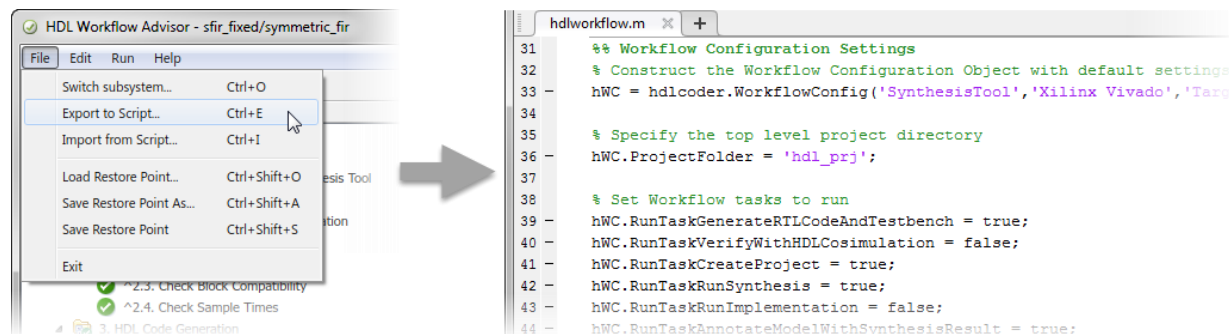 HDL Workflow Advisor - sfir_fixed/symmetric_fir
File Edit Run Help
Switch subsystem... Ctrl+O
Export to Script... Ctrl+E
Import from Script... Ctrl+I
Load Restore Point... Ctrl+Shift+O
Save Restore Point As... Ctrl+Shift+A
Save Restore Point Ctrl+Shift+S
Exit
esis Tool
ation
^2.3. Check Block Compatibility
^2.4. Check Sample Times
3. HDL Code Generation
hdlworkflow.m
31 %% Workflow Configuration Settings
32 % Construct the Workflow Configuration Object with default settings
33 – hWC = hdlcoder.WorkflowConfig('SynthesisTool','Xilinx Vivado','Targ
34
35 % Specify the top level project directory
36 – hWC.ProjectFolder = 'hdl_prj';
37
38 % Set Workflow tasks to run
39 – hWC.RunTaskGenerateRTLCodeAndTestbench = true;
40 – hWC.RunTaskVerifyWithHDLCosimulation = false;
41 – hWC.RunTaskCreateProject = true;
42 – hWC.RunTaskRunSynthesis = true;
43 – hWC.RunTaskRunImplementation = false;
44 – hWC.RunTaskAnnotateModelWithSynthesisResult = true;